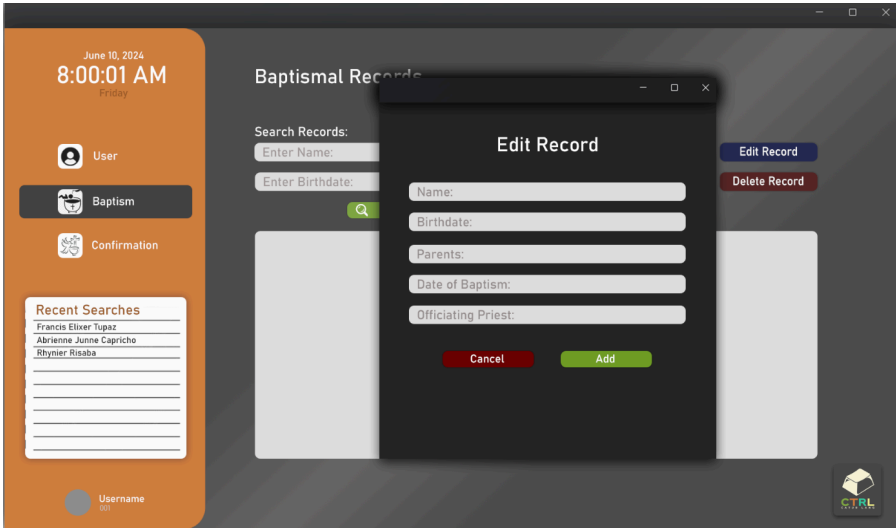 June 10, 2024
8:00:01 AM
Friday
User
Baptism
Confirmation
Recent Searches
Francis Elixer Tupaz
Abrienne Junne Capricho
Rhynier Risaba
Username
001
Baptismal Records
Search Records:
Enter Name:
Enter Birthdate:
Edit Record
Delete Record
Edit Record
Name:
Birthdate:
Parents:
Date of Baptism:
Officiating Priest:
Cancel
Add
CTRL